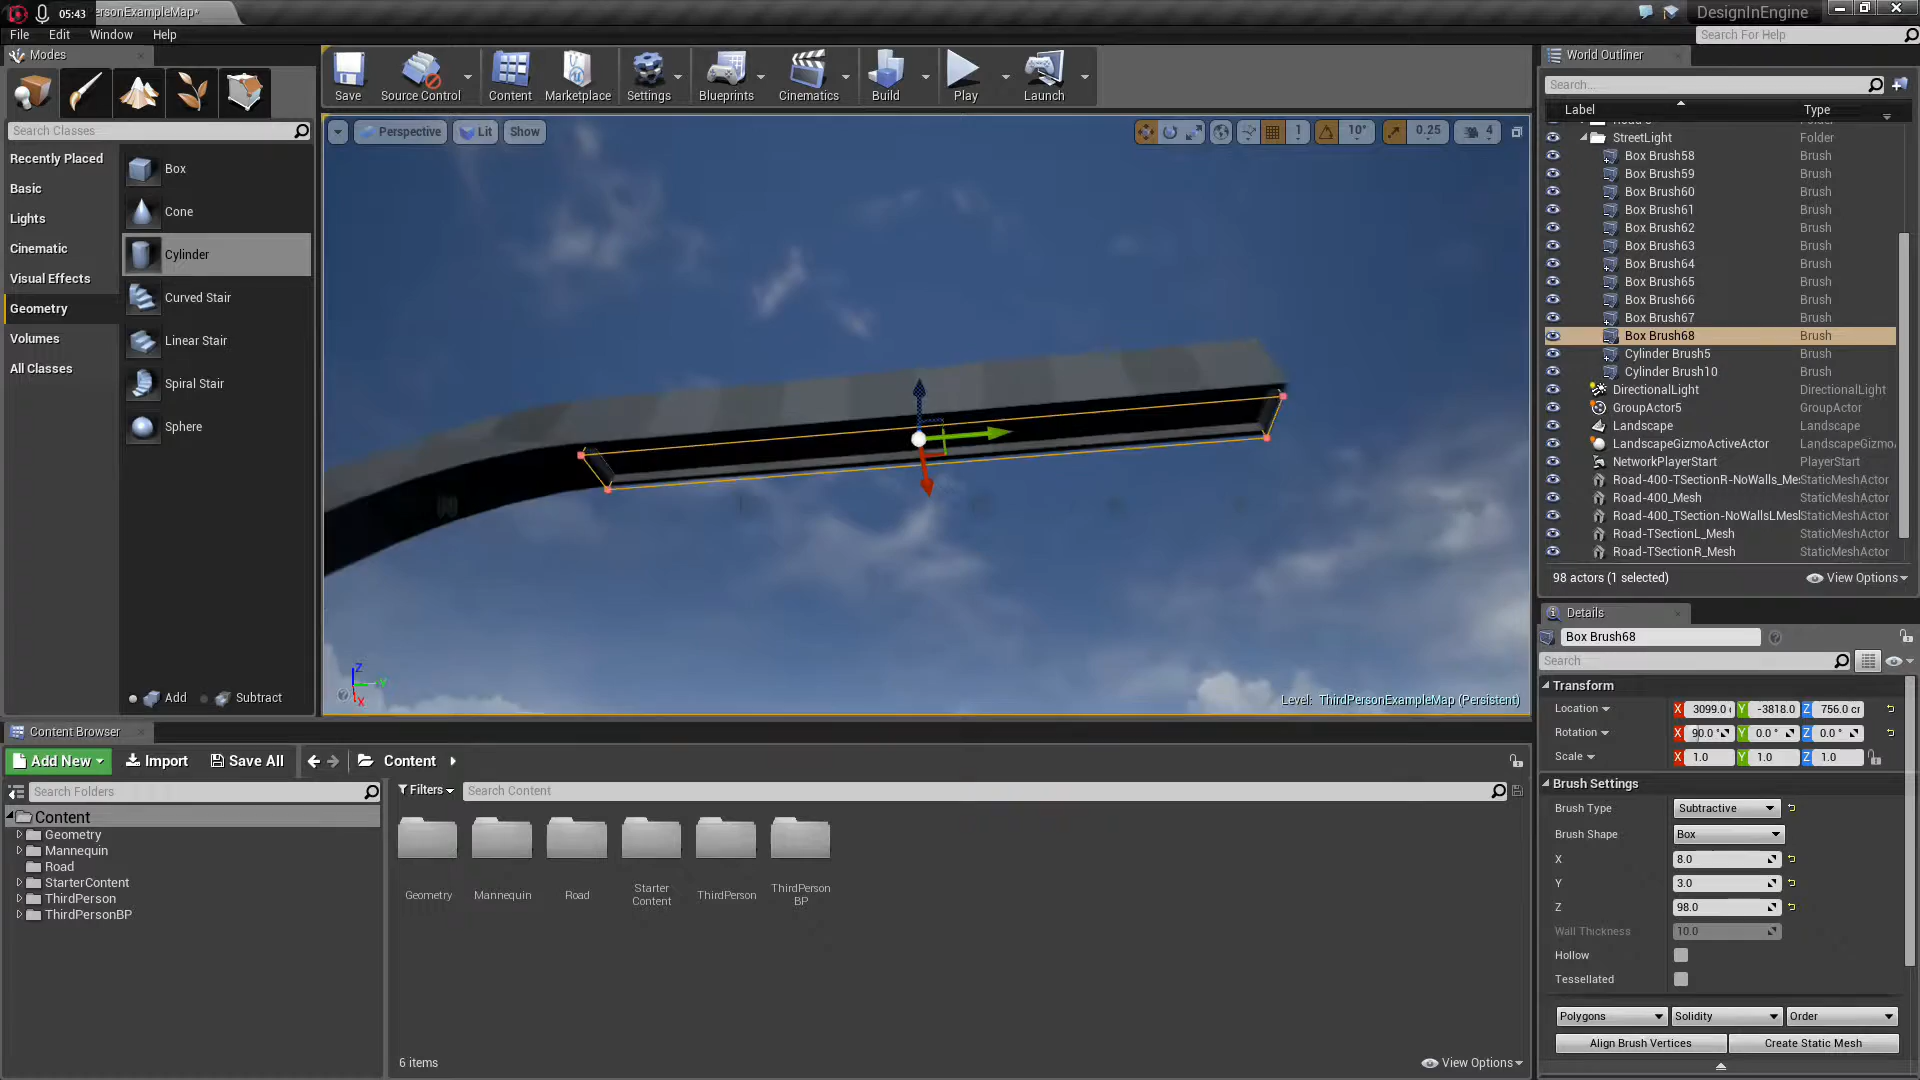 05:43
ersonExampleMap*
DesignInEngine
File Edit Window Help
Search For Help
Modes
Search Classes
Recently Placed
Basic
Lights
Cinematic
Visual Effects
Geometry
Volumes
All Classes
Box
Cone
Cylinder
Curved Stair
Linear Stair
Spiral Stair
Sphere
Add Subtract
Save Source Control Content Marketplace Settings Blueprints Cinematics Build Play Launch
Perspective Lit Show
1 10° 0.25 4
Z
Y
X
Level: ThirdPersonExampleMap (Persistent)
World Outliner
Search...
Label Type
StreetLight Folder
Box Brush58 Brush
Box Brush59 Brush
Box Brush60 Brush
Box Brush61 Brush
Box Brush62 Brush
Box Brush63 Brush
Box Brush64 Brush
Box Brush65 Brush
Box Brush66 Brush
Box Brush67 Brush
Box Brush68 Brush
Cylinder Brush5 Brush
Cylinder Brush10 Brush
DirectionalLight DirectionalLight
GroupActor5 GroupActor
Landscape Landscape
LandscapeGizmoActiveActor LandscapeGizmo
NetworkPlayerStart PlayerStart
Road-400-TSectionR-NoWalls_Me StaticMeshActor
Road-400_Mesh StaticMeshActor
Road-400_TSection-NoWallsLMesl StaticMeshActor
Road-TSectionL_Mesh StaticMeshActor
Road-TSectionR_Mesh StaticMeshActor
98 actors (1 selected) View Options
Details
Box Brush68
Search
Transform
Location X 3099.0 Y -3818.0 Z 756.0 cr
Rotation X 90.0 ° Y 0.0 ° Z 0.0 °
Scale X 1.0 Y 1.0 Z 1.0
Brush Settings
Brush Type Subtractive
Brush Shape Box
X 8.0
Y 3.0
Z 98.0
Wall Thickness 10.0
Hollow
Tessellated
Polygons Solidity Order
Align Brush Vertices Create Static Mesh
Content Browser
Add New Import Save All Content
Search Folders
Content
Geometry
Mannequin
Road
StarterContent
ThirdPerson
ThirdPersonBP
Filters Search Content
Geometry Mannequin Road Starter Content ThirdPerson ThirdPerson BP
6 items View Options